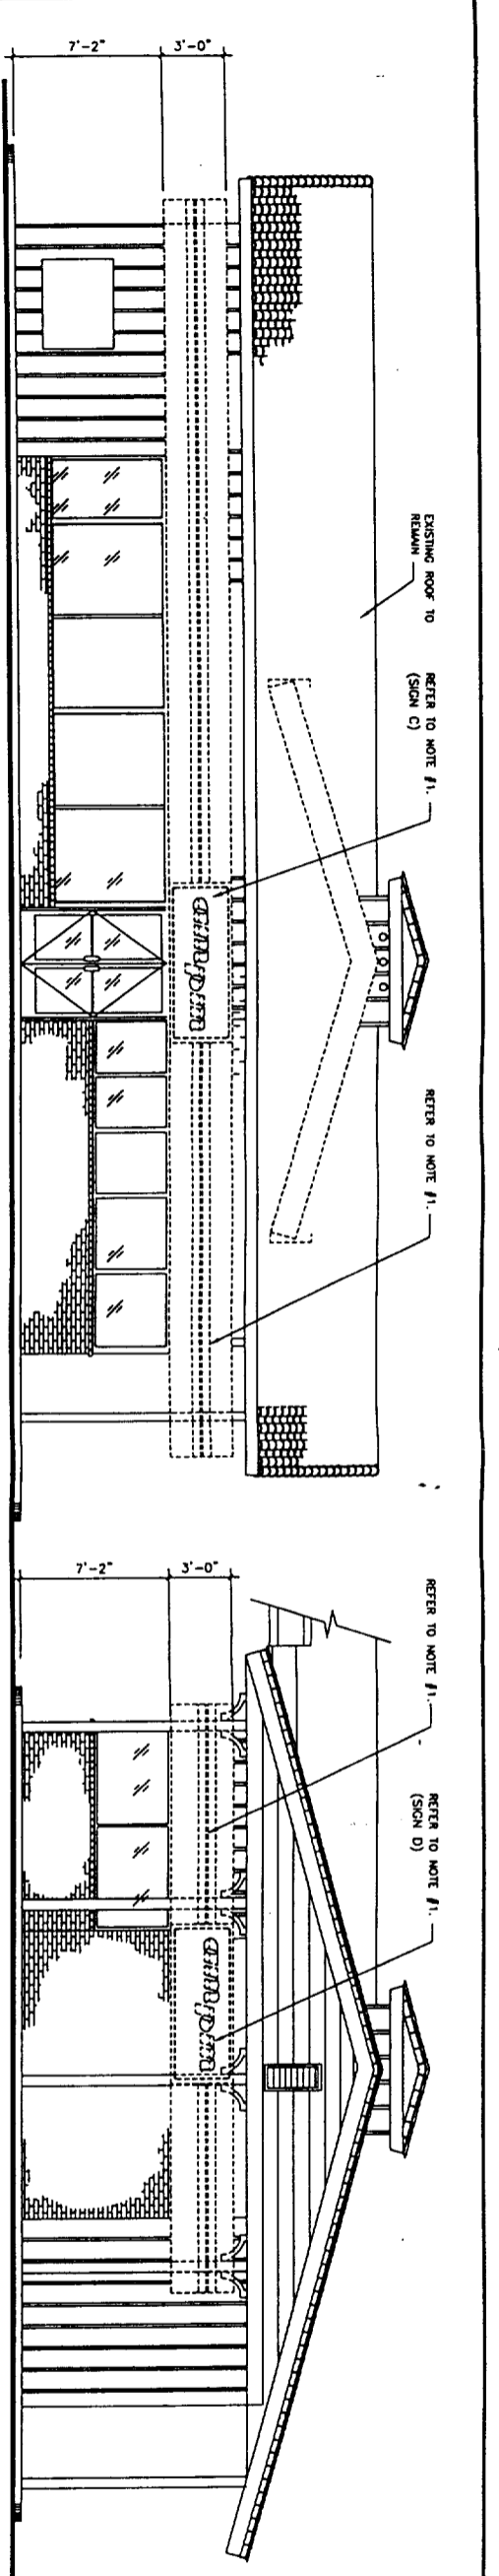 7'-2"
3'-0"
EXISTING ROOF TO
REMAIN
REFER TO NOTE #1.
(SIGN C)
REFER TO NOTE #1.
7'-2"
3'-0"
REFER TO NOTE #1.
REFER TO NOTE #1.
(SIGN D)